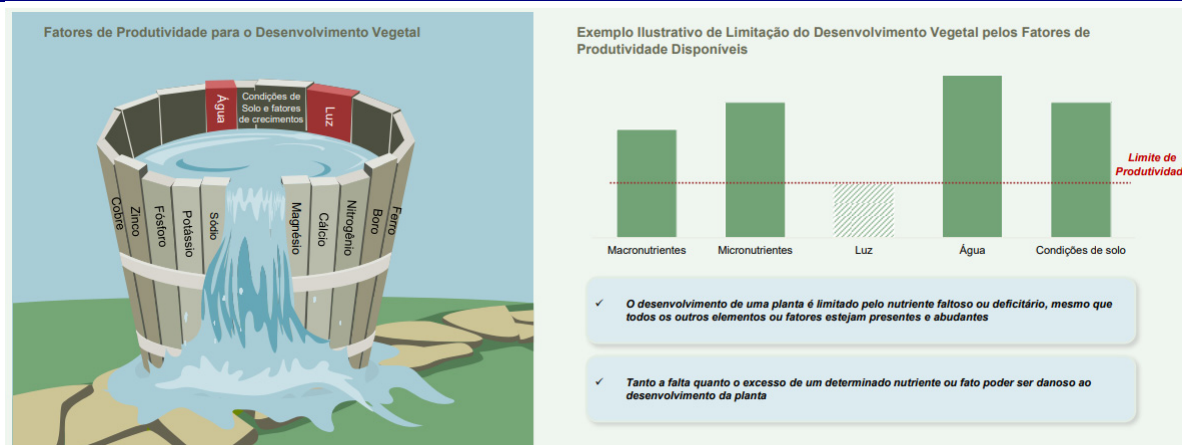 Fatores de Produtividade para o Desenvolvimento Vegetal
Água
Condições de
Solo e fatores
de crecimentos
Luz
Cobre
Zinco
Fósforo
Potássio
Sódio
Magnésio
Cálcio
Nitrogênio
Boro
Ferro
Exemplo Ilustrativo de Limitação do Desenvolvimento Vegetal pelos Fatores de
Produtividade Disponíveis
Limite de
Produtividad
Macronutrientes
Micronutrientes
Luz
Água
Condições de solo
✓ O desenvolvimento de uma planta é limitado pelo nutriente faltoso ou deficitário, mesmo que
todos os outros elementos ou fatores estejam presentes e abudantes
✓ Tanto a falta quanto o excesso de um determinado nutriente ou fato poder ser danoso ao
desenvolvimento da planta